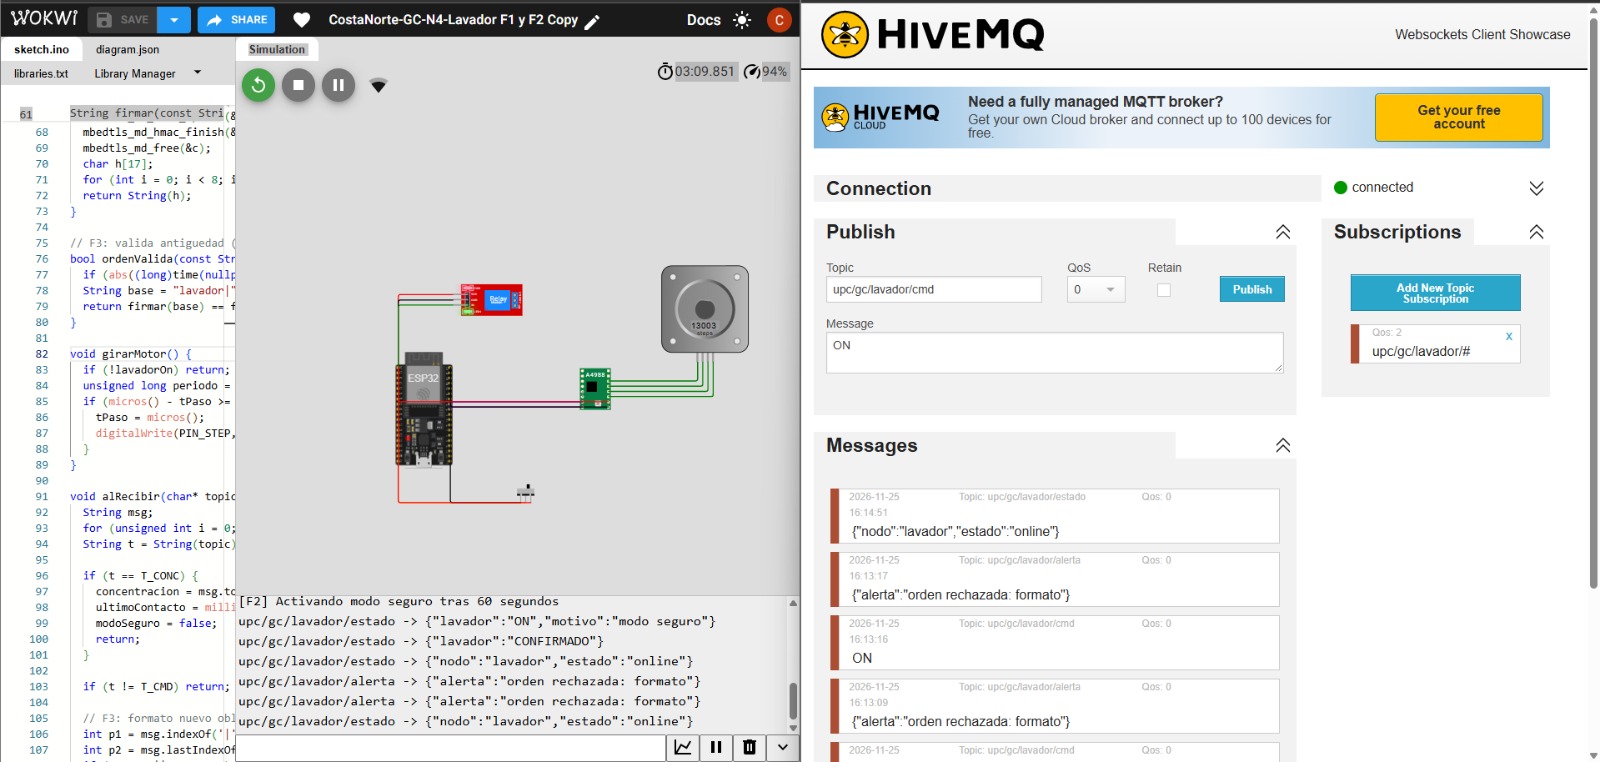 WOKWI
SAVE
SHARE
CostaNorte-GC-N4-Lavador F1 y F2 Copy
Docs
C
sketch.ino
diagram.json
libraries.txt
Library Manager
61 String firmar(const Stri(&
68 mbedtls_md_hmac_finish(&
69 mbedtls_md_free(&c);
70 char h[17];
71 for (int i = 0; i < 8; i
72 return String(h);
73 }
74
75 // F3: valida antiguedad (
76 bool ordenValida(const Str
77 if (abs((long)time(nullp
78 String base = "lavador|"
79 return firmar(base) == f
80 }
81
82 void girarMotor() {
83 if (!lavadorOn) return;
84 unsigned long periodo =
85 if (micros() - tPaso >=
86 tPaso = micros();
87 digitalWrite(PIN_STEP,
88 }
89 }
90
91 void alRecibir(char* topic
92 String msg;
93 for (unsigned int i = 0;
94 String t = String(topic)
95
96 if (t == T_CONC) {
97 concentracion = msg.to
98 ultimoContacto = milli
99 modoSeguro = false;
100 return;
101 }
102
103 if (t != T_CMD) return;
104
105 // F3: formato nuevo obl
106 int p1 = msg.indexOf('|'
107 int p2 = msg.lastIndexOf
Simulation
03:09.851
94%
Relay
13003
steps
ESP32
A4988
[F2] Activando modo seguro tras 60 segundos
upc/gc/lavador/estado -> {"lavador":"ON","motivo":"modo seguro"}
upc/gc/lavador/estado -> {"lavador":"CONFIRMADO"}
upc/gc/lavador/estado -> {"nodo":"lavador","estado":"online"}
upc/gc/lavador/alerta -> {"alerta":"orden rechazada: formato"}
upc/gc/lavador/alerta -> {"alerta":"orden rechazada: formato"}
upc/gc/lavador/estado -> {"nodo":"lavador","estado":"online"}
HIVEMQ
Websockets Client Showcase
HIVEMQ
CLOUD
Need a fully managed MQTT broker?
Get your own Cloud broker and connect up to 100 devices for
free.
Get your free
account
Connection
connected
Publish
Topic
QoS
Retain
upc/gc/lavador/cmd
0
Publish
Message
ON
Subscriptions
Add New Topic
Subscription
Qos: 2
x
upc/gc/lavador/#
Messages
2026-11-25 Topic: upc/gc/lavador/estado Qos: 0
16:14:51
{"nodo":"lavador","estado":"online"}
2026-11-25 Topic: upc/gc/lavador/alerta Qos: 0
16:13:17
{"alerta":"orden rechazada: formato"}
2026-11-25 Topic: upc/gc/lavador/cmd Qos: 0
16:13:16
ON
2026-11-25 Topic: upc/gc/lavador/alerta Qos: 0
16:13:09
{"alerta":"orden rechazada: formato"}
2026-11-25 Topic: upc/gc/lavador/cmd Qos: 0